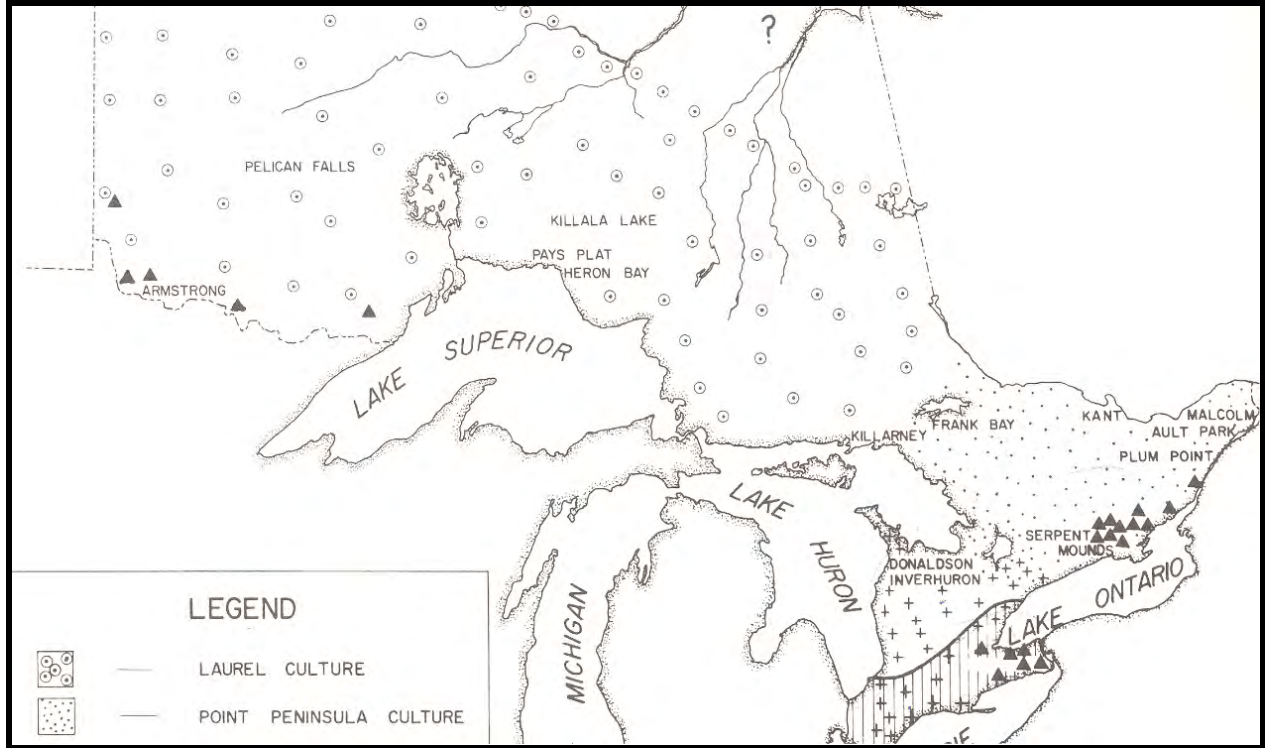 ?
PELICAN FALLS
KILLALA LAKE
PAYS PLAT
HERON BAY
ARMSTRONG
LAKE SUPERIOR
KILLARNEY
FRANK BAY
KANT
MALCOLM
AULT PARK
PLUM POINT
LAKE HURON
SERPENT
MOUNDS
DONALDSON
INVERHURON
LAKE ONTARIO
MICHIGAN
LEGEND
LAUREL CULTURE
POINT PENINSULA CULTURE